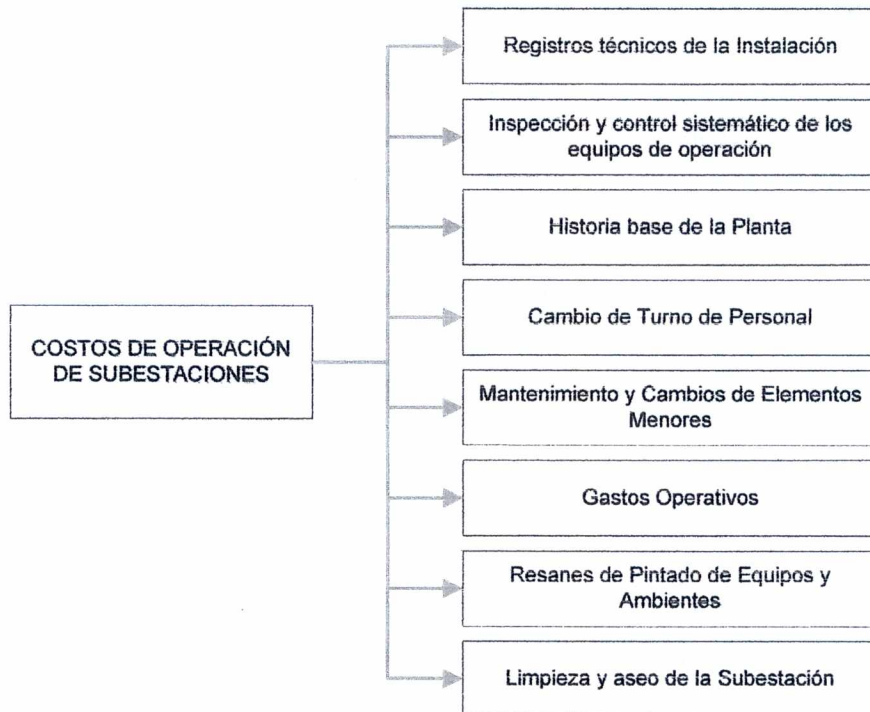 Registros técnicos de la Instalación
Inspección y control sistemático de los
equipos de operación
Historia base de la Planta
Cambio de Turno de Personal
COSTOS DE OPERACIÓN
DE SUBESTACIONES
Mantenimiento y Cambios de Elementos
Menores
Gastos Operativos
Resanes de Pintado de Equipos y
Ambientes
Limpieza y aseo de la Subestación